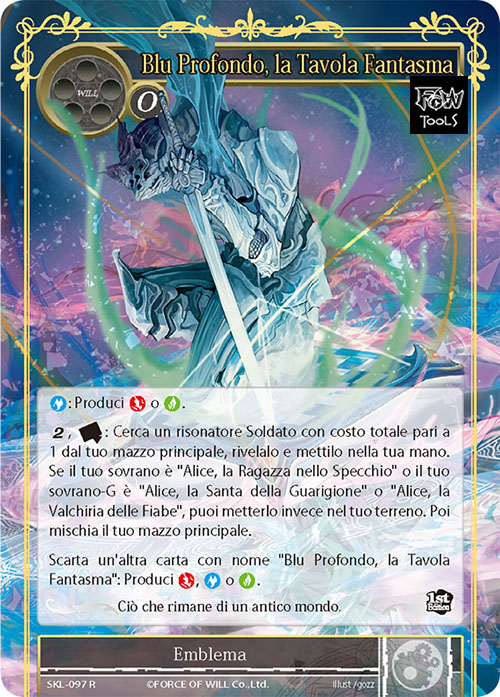 Blu Profondo, la Tavola Fantasma
WILL
0
FōW
TOOLS
: Produci o .
2, : Cerca un risonatore Soldato con costo totale pari a
1 dal tuo mazzo principale, rivelalo e mettilo nella tua mano.
Se il tuo sovrano è "Alice, la Ragazza nello Specchio" o il tuo
sovrano-G è "Alice, la Santa della Guarigione" o "Alice, la
Valchiria delle Fiabe", puoi metterlo invece nel tuo terreno. Poi
mischia il tuo mazzo principale.
Scarta un'altra carta con nome "Blu Profondo, la Tavola
Fantasma": Produci , o .
Ciò che rimane di un antico mondo.
1st
Edition
Emblema
SKL-097 R ©FORCE OF WILL Co.,Ltd. Illust/gozz